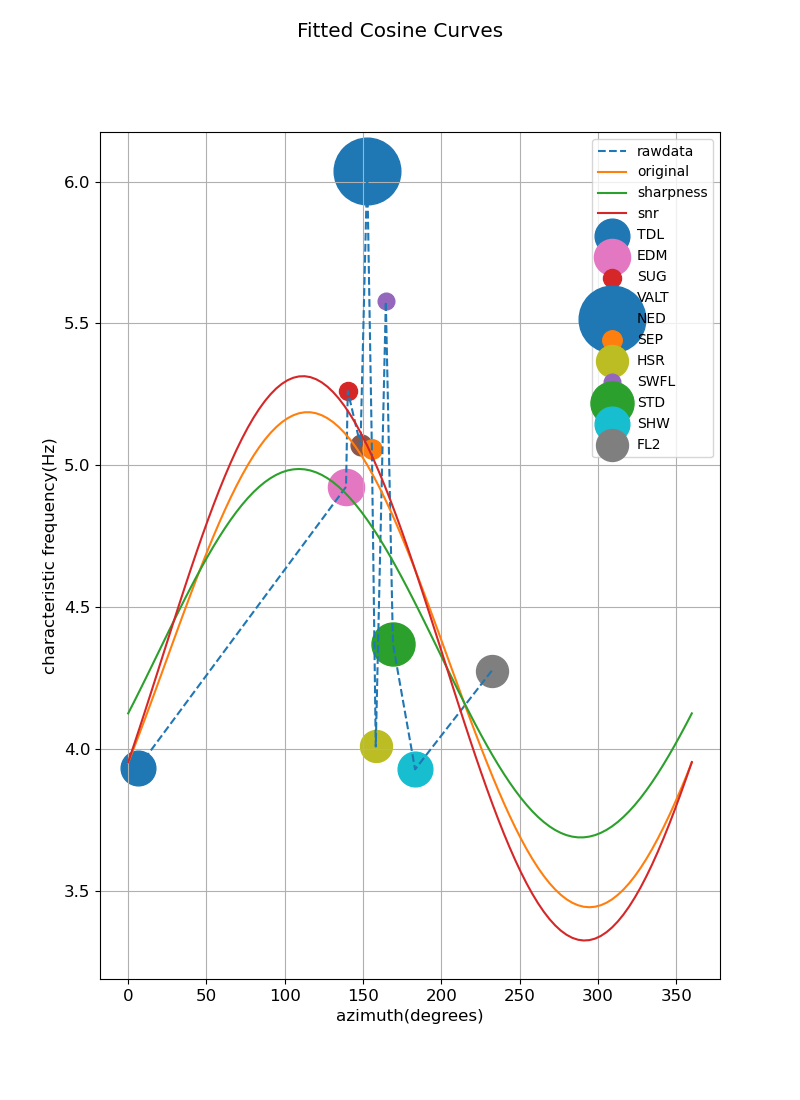 Fitted Cosine Curves
6.0
5.5
5.0
4.5
4.0
3.5
characteristic frequency(Hz)
0 50 100 150 200 250 300 350
azimuth(degrees)
rawdata
original
sharpness
snr
TDL
EDM
SUG
VALT
NED
SEP
HSR
SWFL
STD
SHW
FL2